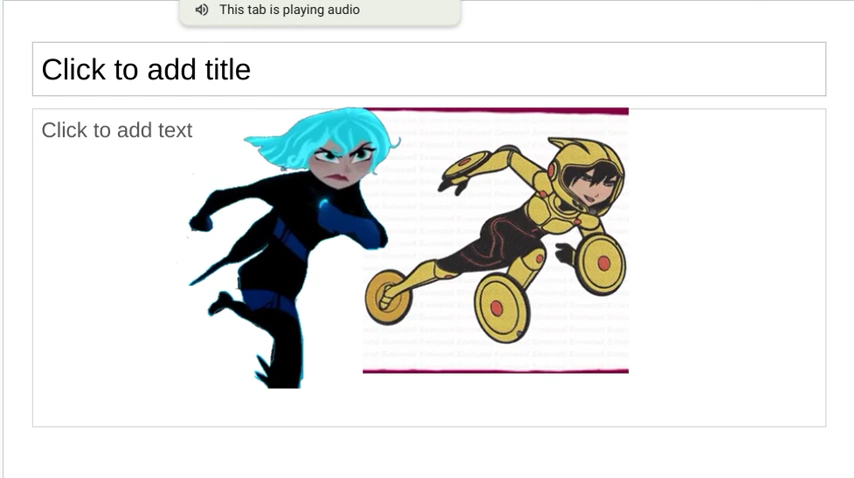 This tab is playing audio
Click to add title
Click to add text